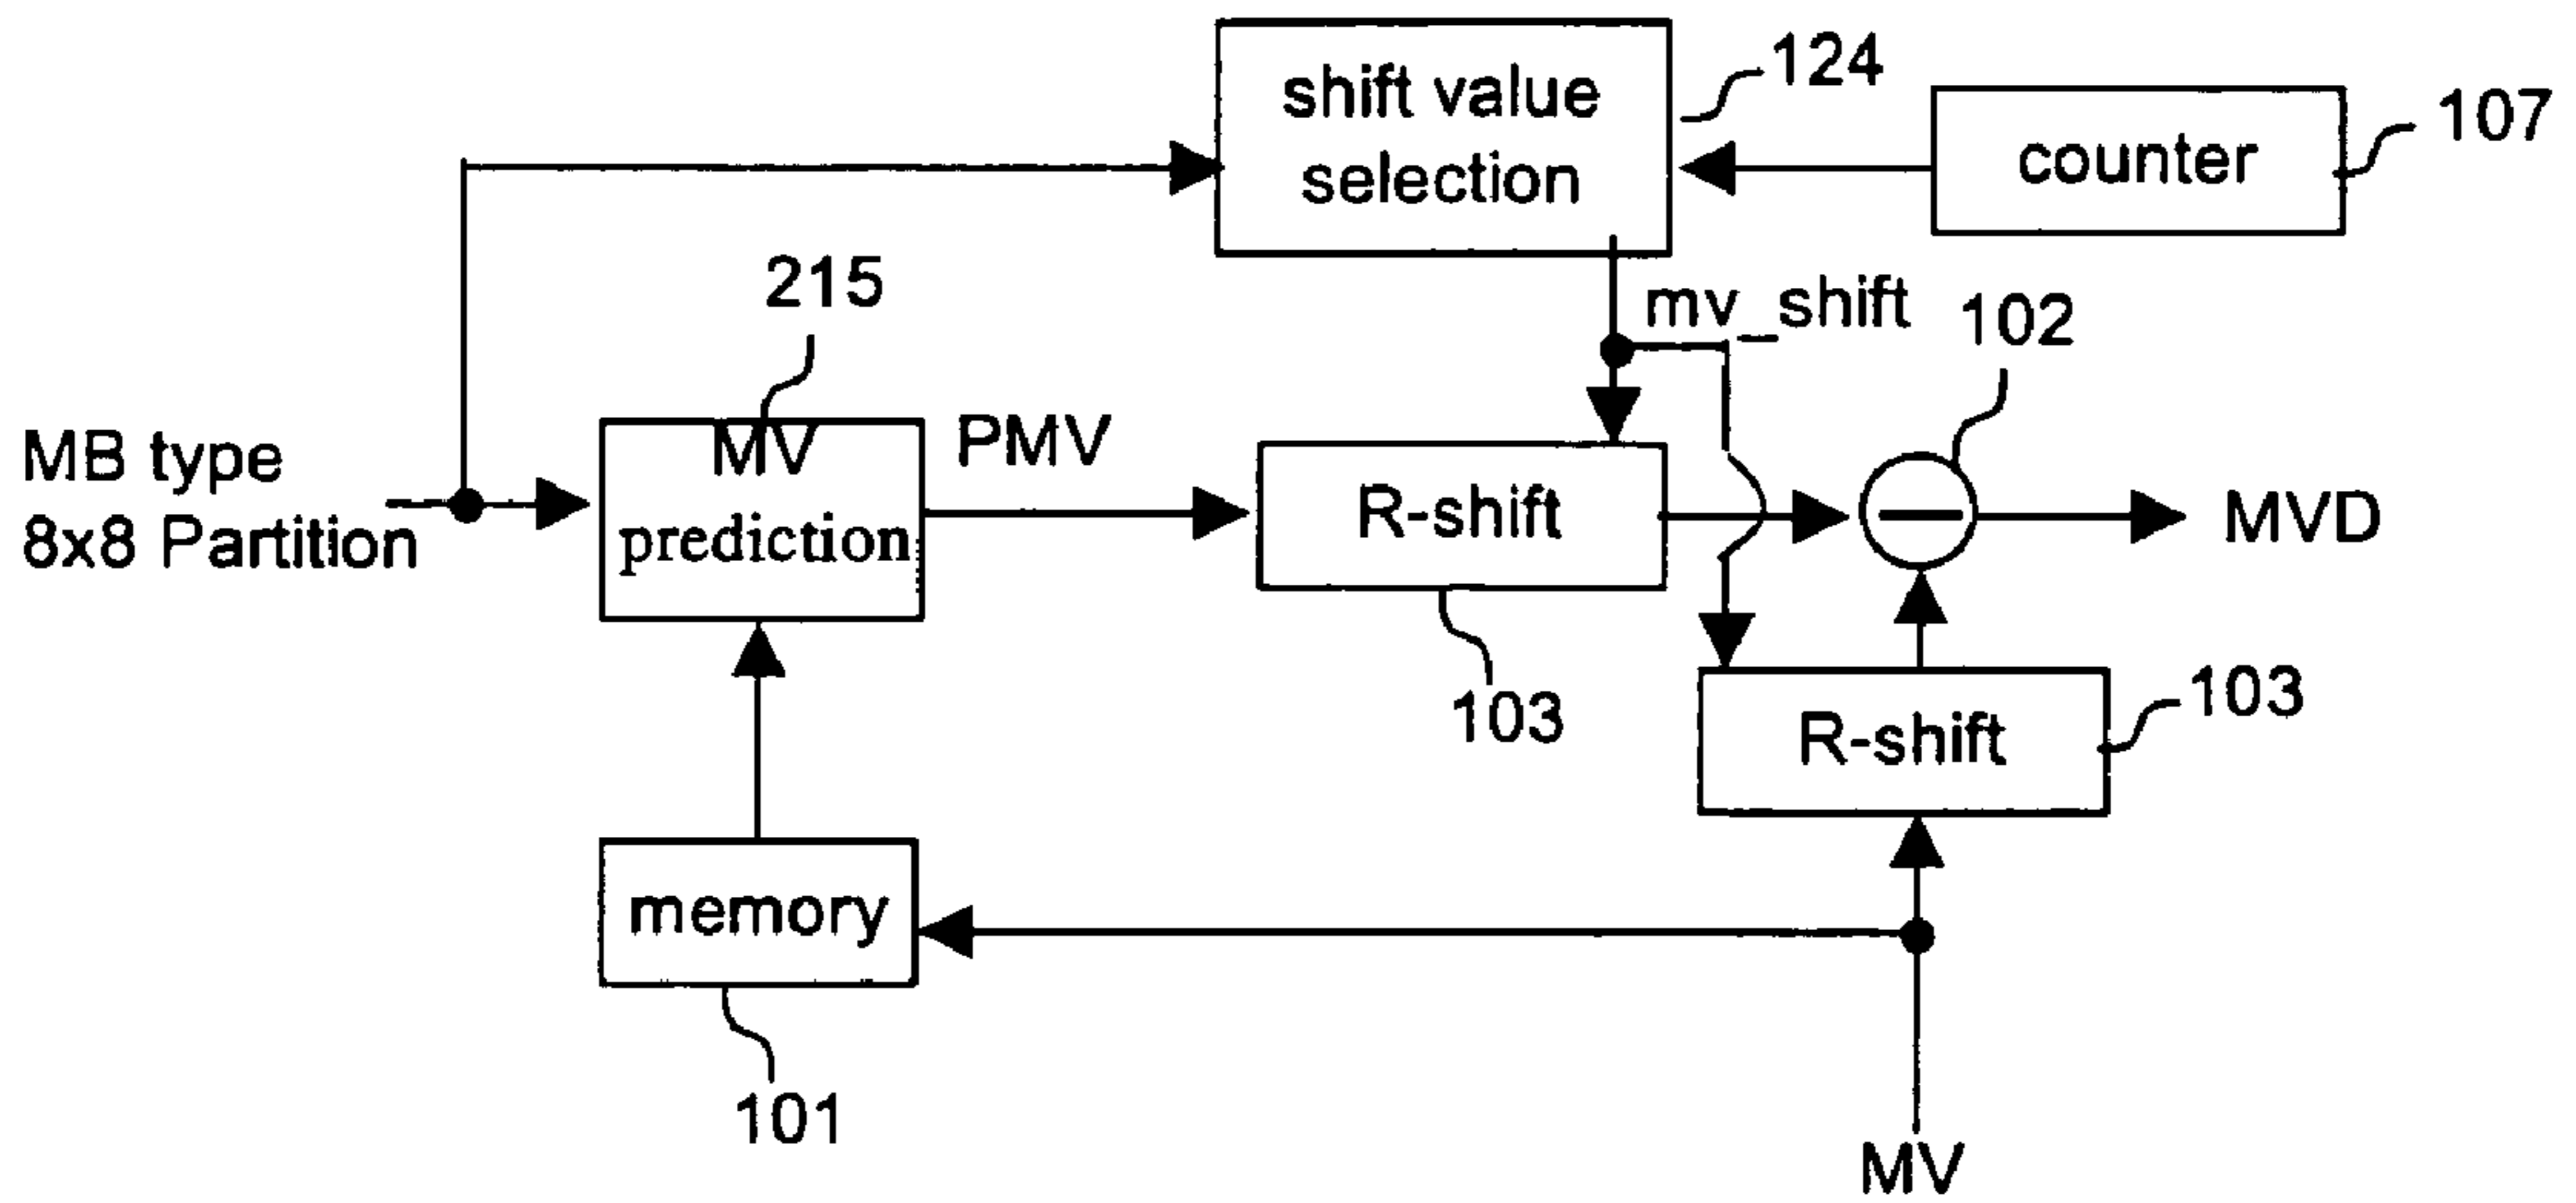 shift value
selection
124
counter
107
215
mv_shift
102
MB type
8x8 Partition
MV
prediction
PMV
R-shift
MVD
103
R-shift
103
memory
101
MV